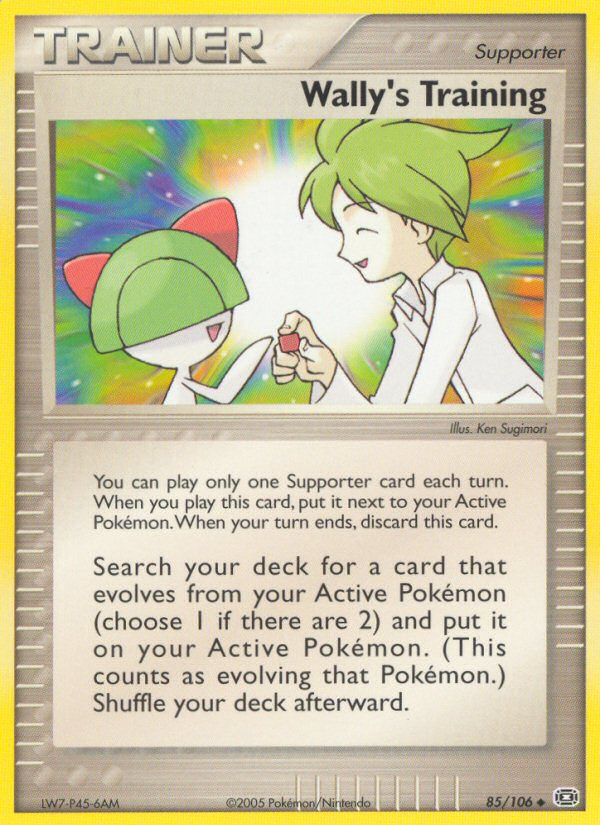 TRAINER
Supporter
Wally's Training
Illus. Ken Sugimori
You can play only one Supporter card each turn.
When you play this card, put it next to your Active
Pokémon. When your turn ends, discard this card.
Search your deck for a card that
evolves from your Active Pokémon
(choose 1 if there are 2) and put it
on your Active Pokémon. (This
counts as evolving that Pokémon.)
Shuffle your deck afterward.
LW7-P45-6AM
©2005 Pokémon/Nintendo
85/106 ◆